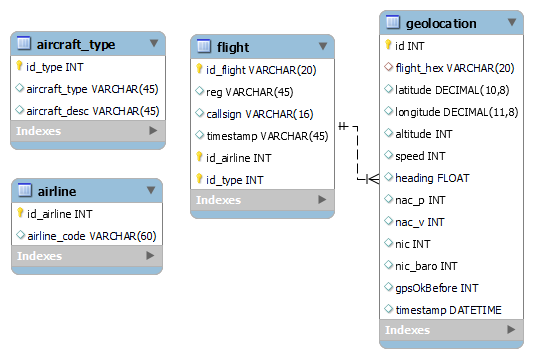 aircraft_type
id_type INT
aircraft_type VARCHAR(45)
aircraft_desc VARCHAR(45)
Indexes
airline
id_airline INT
airline_code VARCHAR(60)
Indexes
flight
id_flight VARCHAR(20)
reg VARCHAR(45)
callsign VARCHAR(16)
timestamp VARCHAR(45)
id_airline INT
id_type INT
Indexes
geolocation
id INT
flight_hex VARCHAR(20)
latitude DECIMAL(10,8)
longitude DECIMAL(11,8)
altitude INT
speed INT
heading FLOAT
nac_p INT
nac_v INT
nic INT
nic_baro INT
gpsOkBefore INT
timestamp DATETIME
Indexes